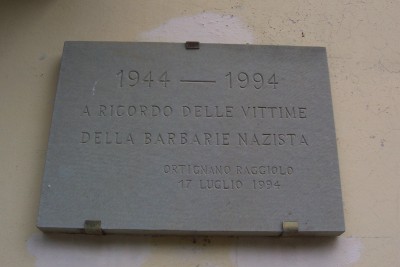 1944 — 1994
A RICORDO DELLE VITTIME
DELLA BARBARIE NAZISTA
ORTIGNANO RAGGIOLO
17 LUGLIO 1994